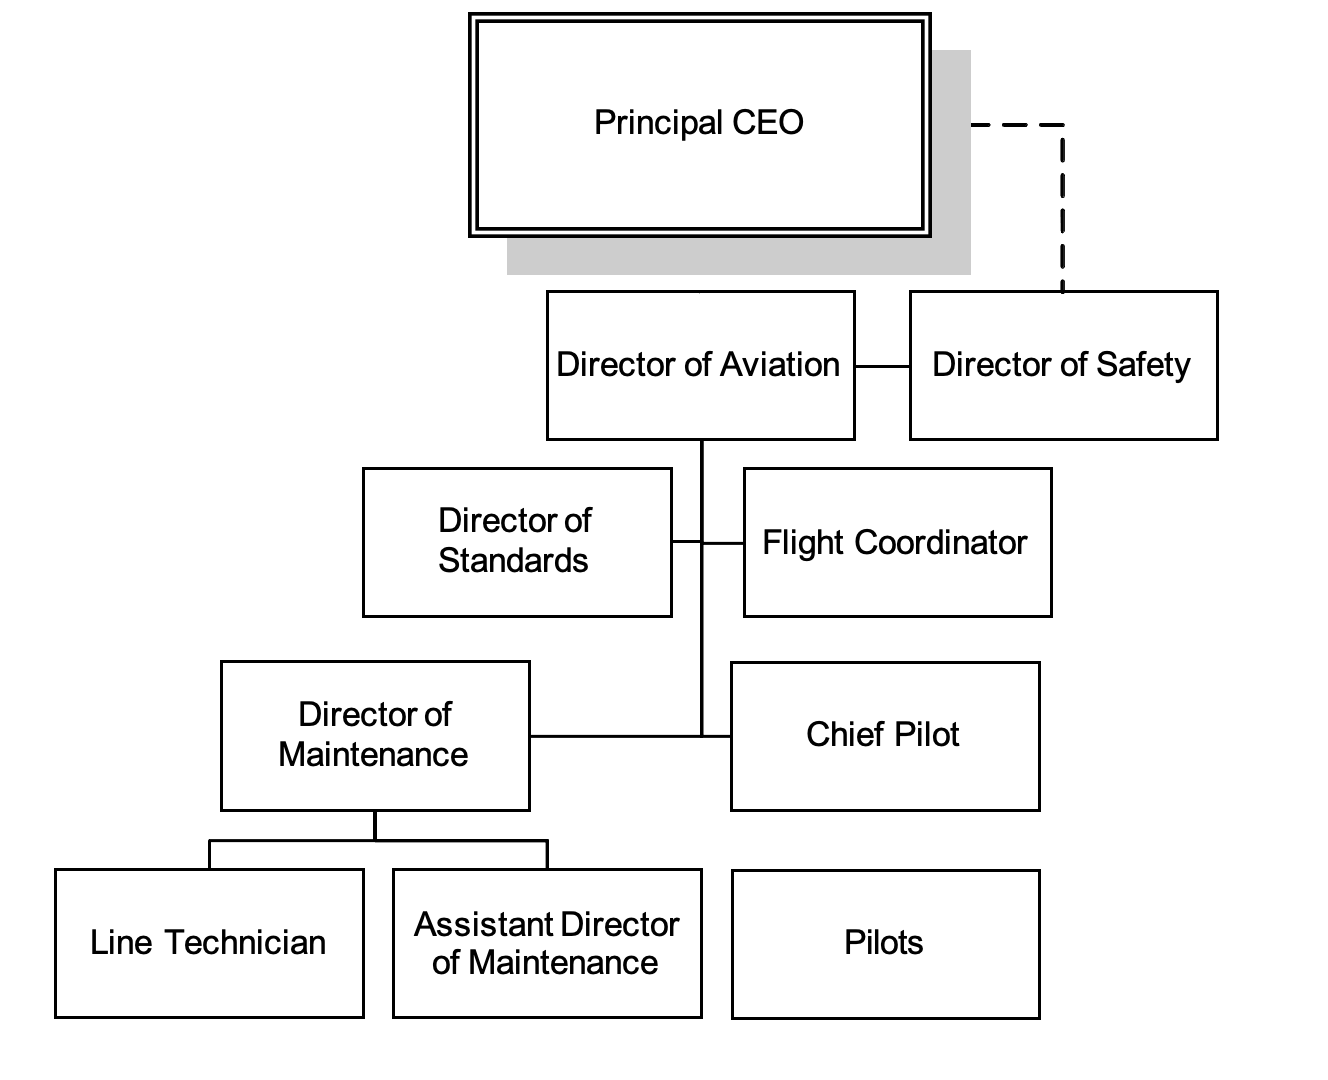 Principal CEO
Director of Aviation
Director of Safety
Director of
Standards
Flight Coordinator
Director of
Maintenance
Chief Pilot
Line Technician
Assistant Director
of Maintenance
Pilots